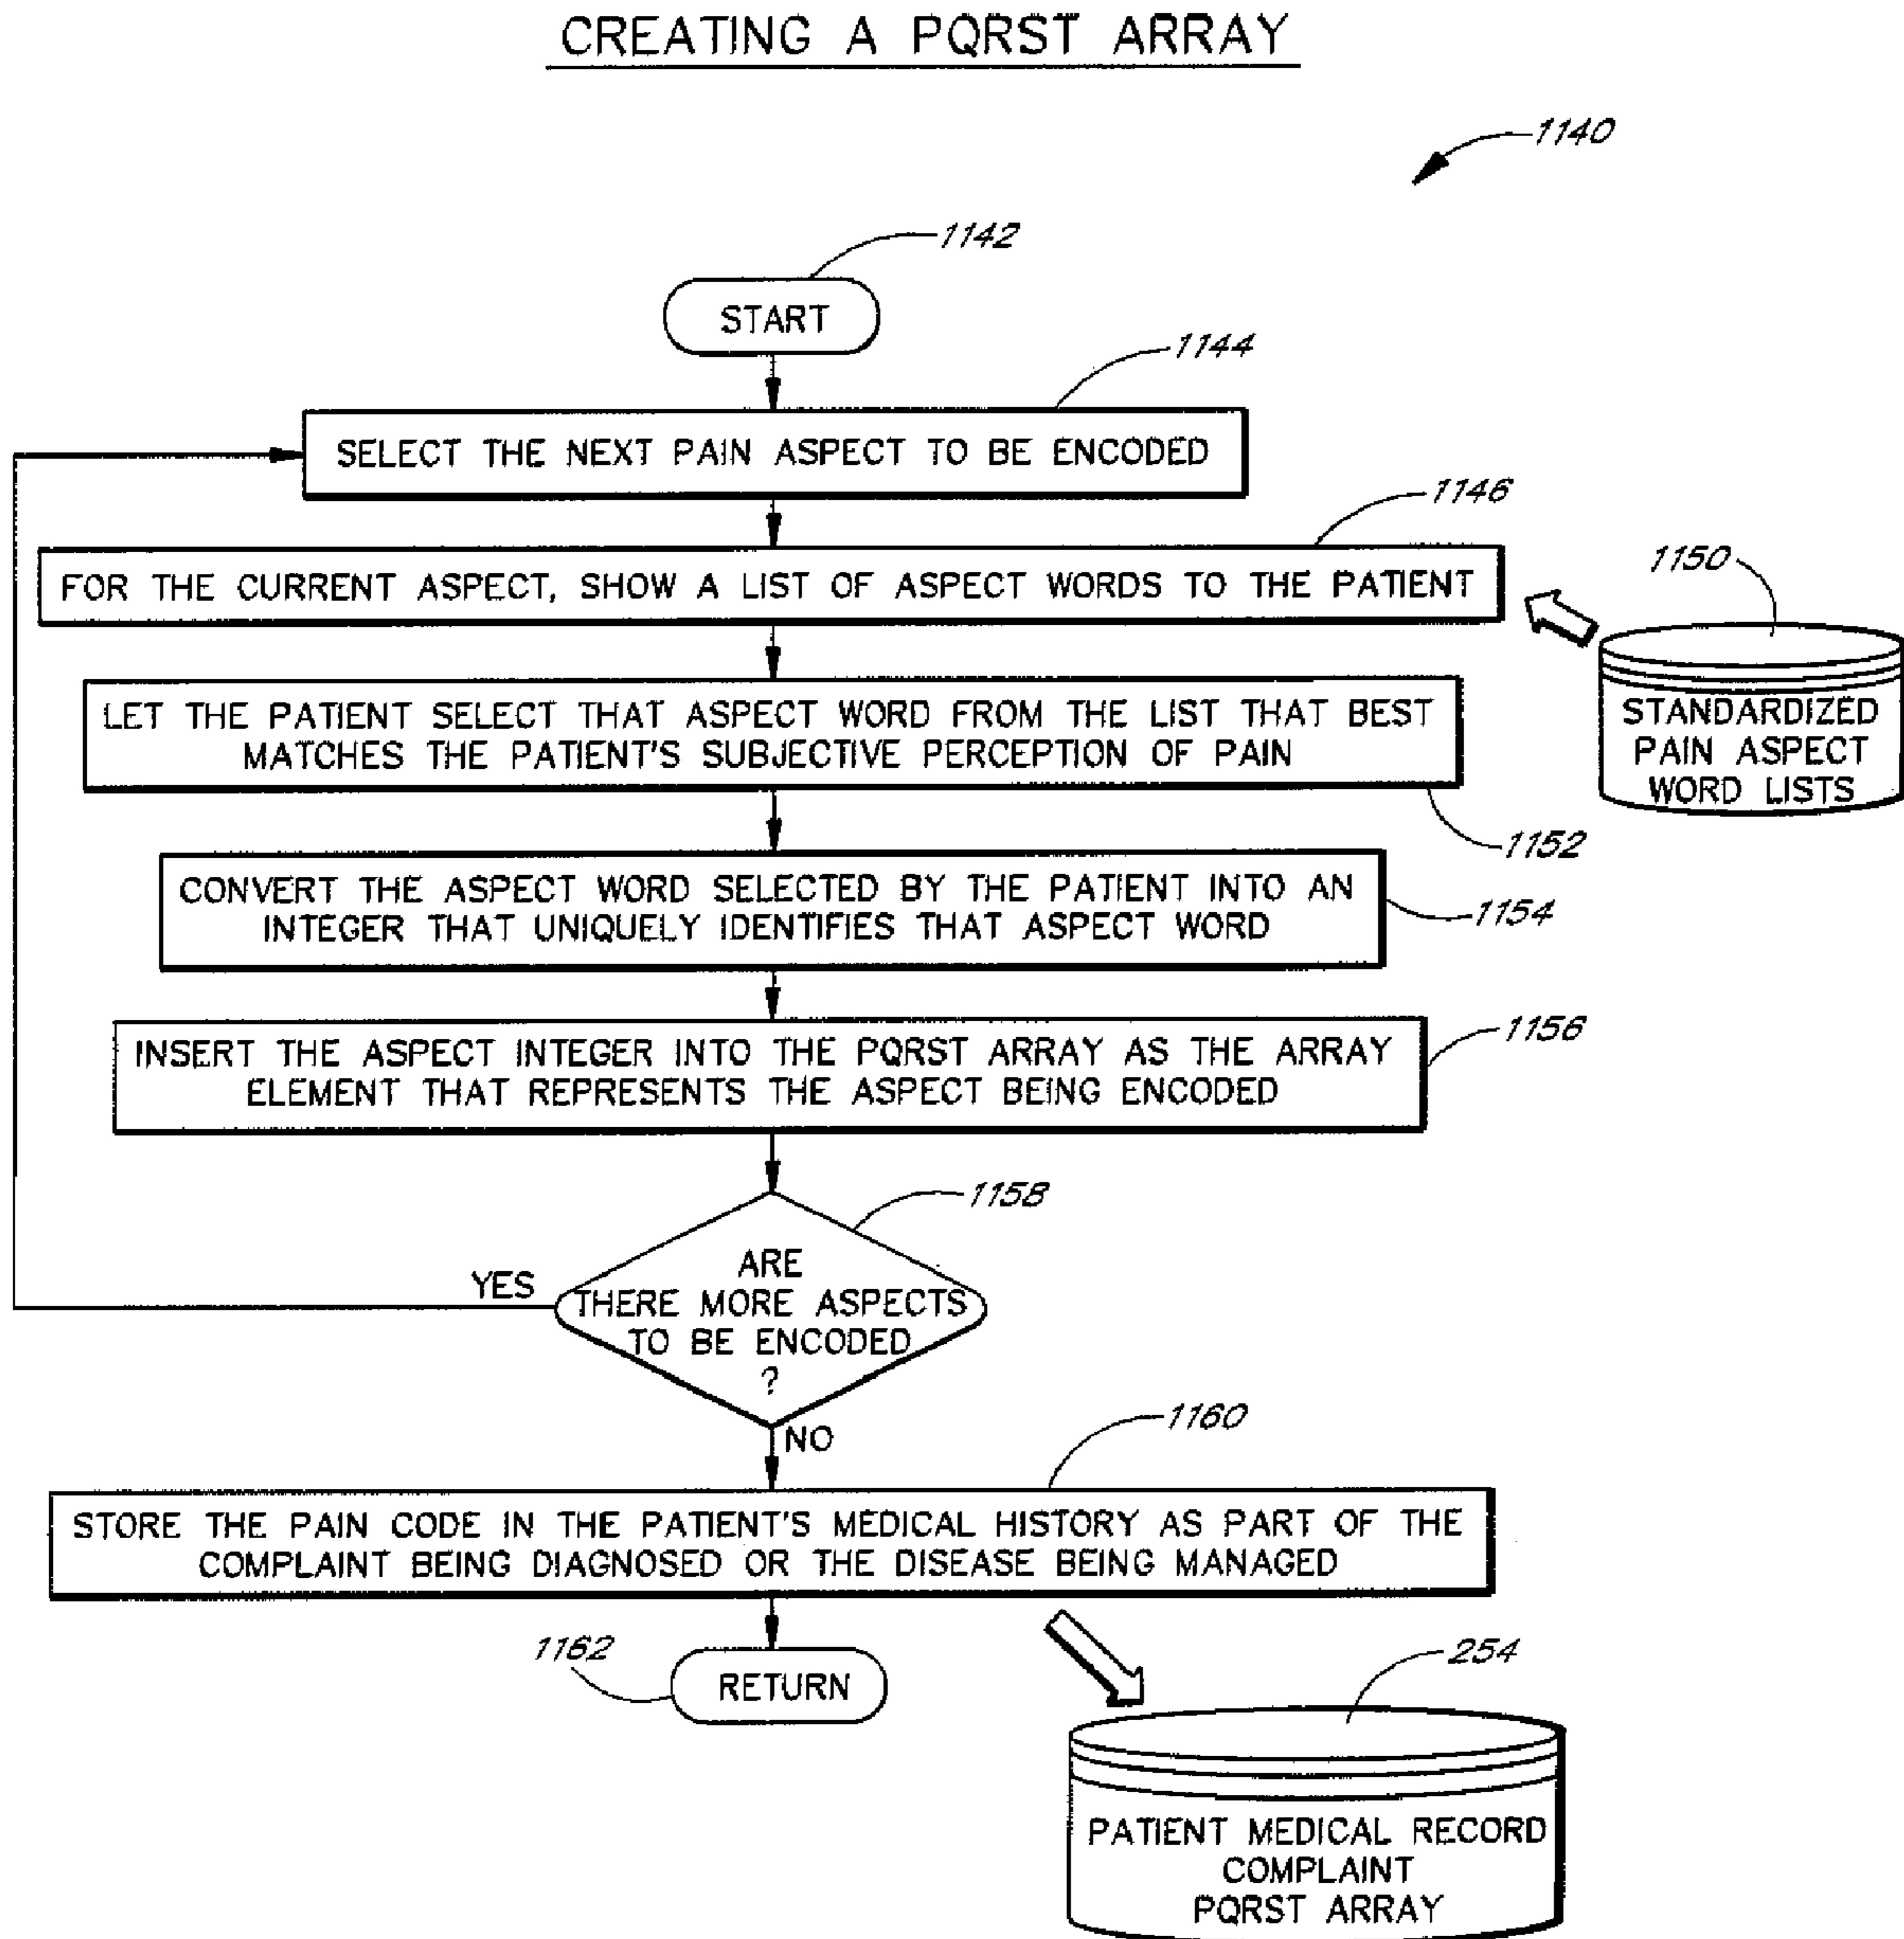 CREATING A PQRST ARRAY
1140
1142
START
1144
SELECT THE NEXT PAIN ASPECT TO BE ENCODED
1146
FOR THE CURRENT ASPECT, SHOW A LIST OF ASPECT WORDS TO THE PATIENT
1150
STANDARDIZED
PAIN ASPECT
WORD LISTS
LET THE PATIENT SELECT THAT ASPECT WORD FROM THE LIST THAT BEST
MATCHES THE PATIENT'S SUBJECTIVE PERCEPTION OF PAIN
1152
CONVERT THE ASPECT WORD SELECTED BY THE PATIENT INTO AN
INTEGER THAT UNIQUELY IDENTIFIES THAT ASPECT WORD
1154
INSERT THE ASPECT INTEGER INTO THE PQRST ARRAY AS THE ARRAY
ELEMENT THAT REPRESENTS THE ASPECT BEING ENCODED
1156
1158
ARE
THERE MORE ASPECTS
TO BE ENCODED
?
YES
NO
1160
STORE THE PAIN CODE IN THE PATIENT'S MEDICAL HISTORY AS PART OF THE
COMPLAINT BEING DIAGNOSED OR THE DISEASE BEING MANAGED
1162
RETURN
254
PATIENT MEDICAL RECORD
COMPLAINT
PQRST ARRAY